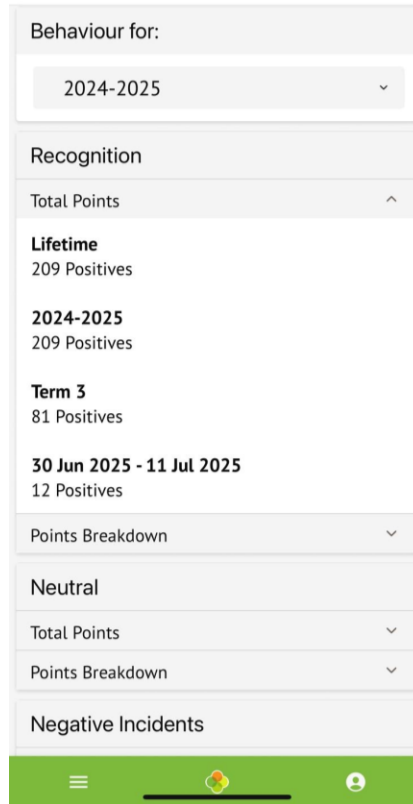 Behaviour for:
2024-2025
Recognition
Total Points
Lifetime
209 Positives
2024-2025
209 Positives
Term 3
81 Positives
30 Jun 2025 - 11 Jul 2025
12 Positives
Points Breakdown
Neutral
Total Points
Points Breakdown
Negative Incidents